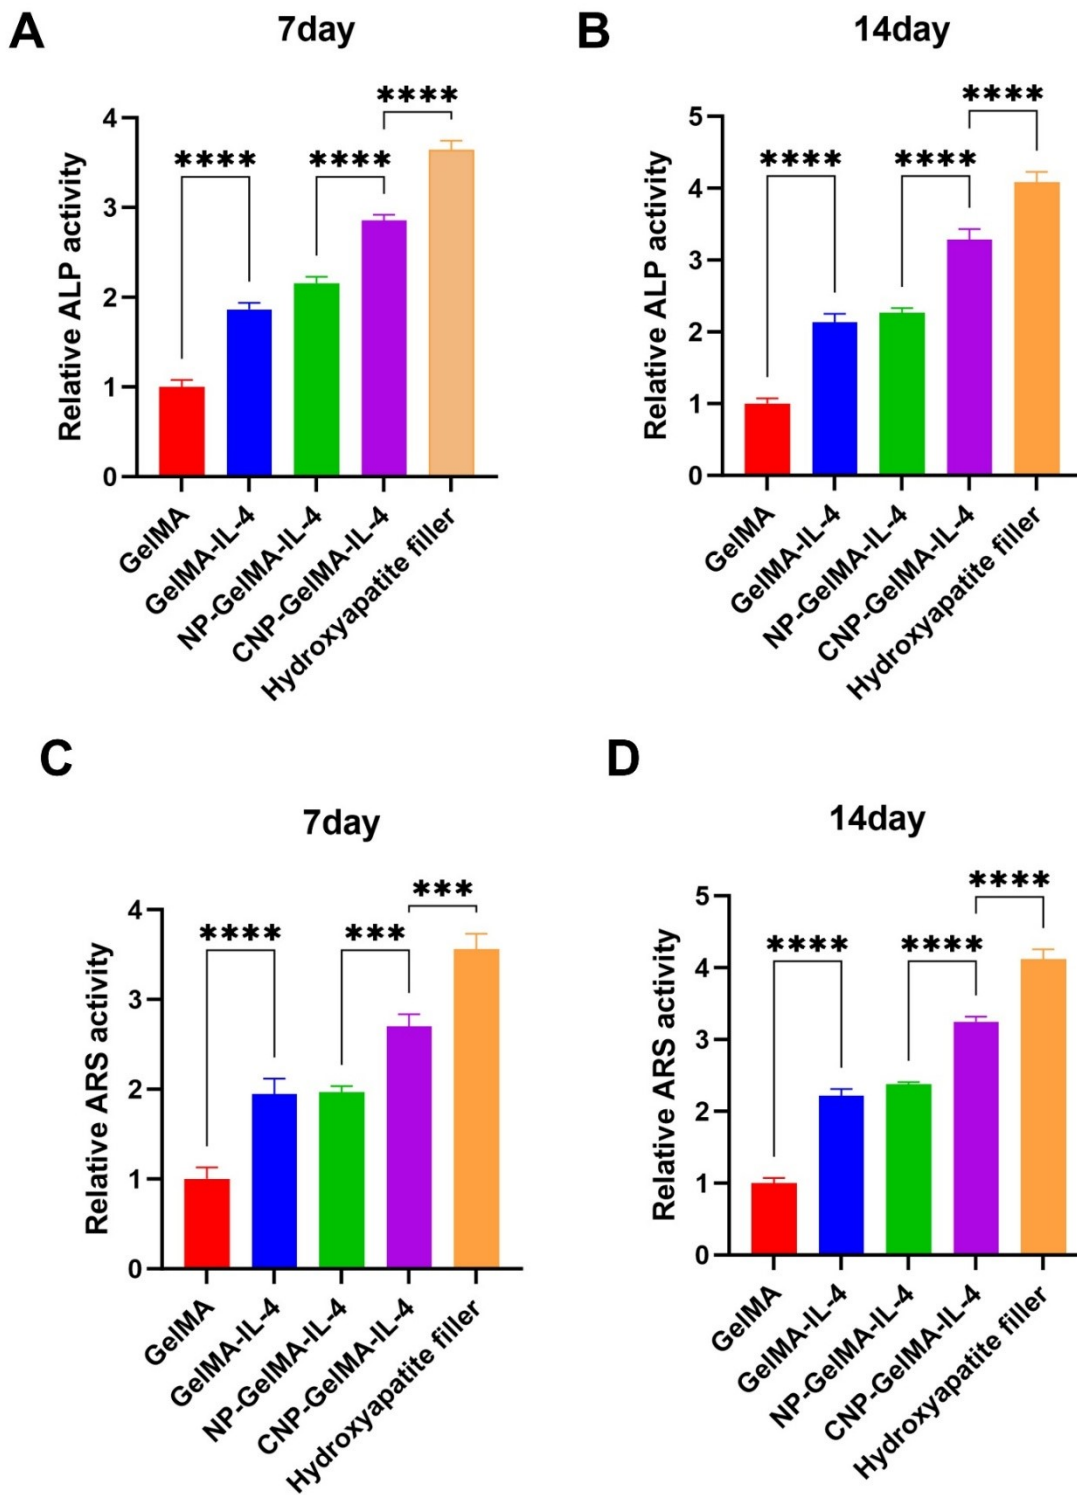 A
7day
****
****
****
Relative ALP activity
4
3
2
1
0
GelMA
GelMA-IL-4
NP-GelMA-IL-4
CNP-GelMA-IL-4
Hydroxyapatite filler
B
14day
****
****
****
Relative ALP activity
5
4
3
2
1
0
GelMA
GelMA-IL-4
NP-GelMA-IL-4
CNP-GelMA-IL-4
Hydroxyapatite filler
C
7day
***
****
***
Relative ARS activity
4
3
2
1
0
GelMA
GelMA-IL-4
NP-GelMA-IL-4
CNP-GelMA-IL-4
Hydroxyapatite filler
D
14day
****
****
****
Relative ARS activity
5
4
3
2
1
0
GelMA
GelMA-IL-4
NP-GelMA-IL-4
CNP-GelMA-IL-4
Hydroxyapatite filler